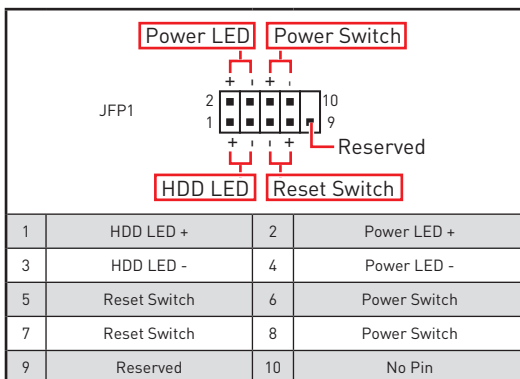 Power LED Power Switch
+ - + -
2 10
JFP1
1 9
+ - - +
Reserved
HDD LED Reset Switch
1 HDD LED + 2 Power LED +
3 HDD LED - 4 Power LED -
5 Reset Switch 6 Power Switch
7 Reset Switch 8 Power Switch
9 Reserved 10 No Pin